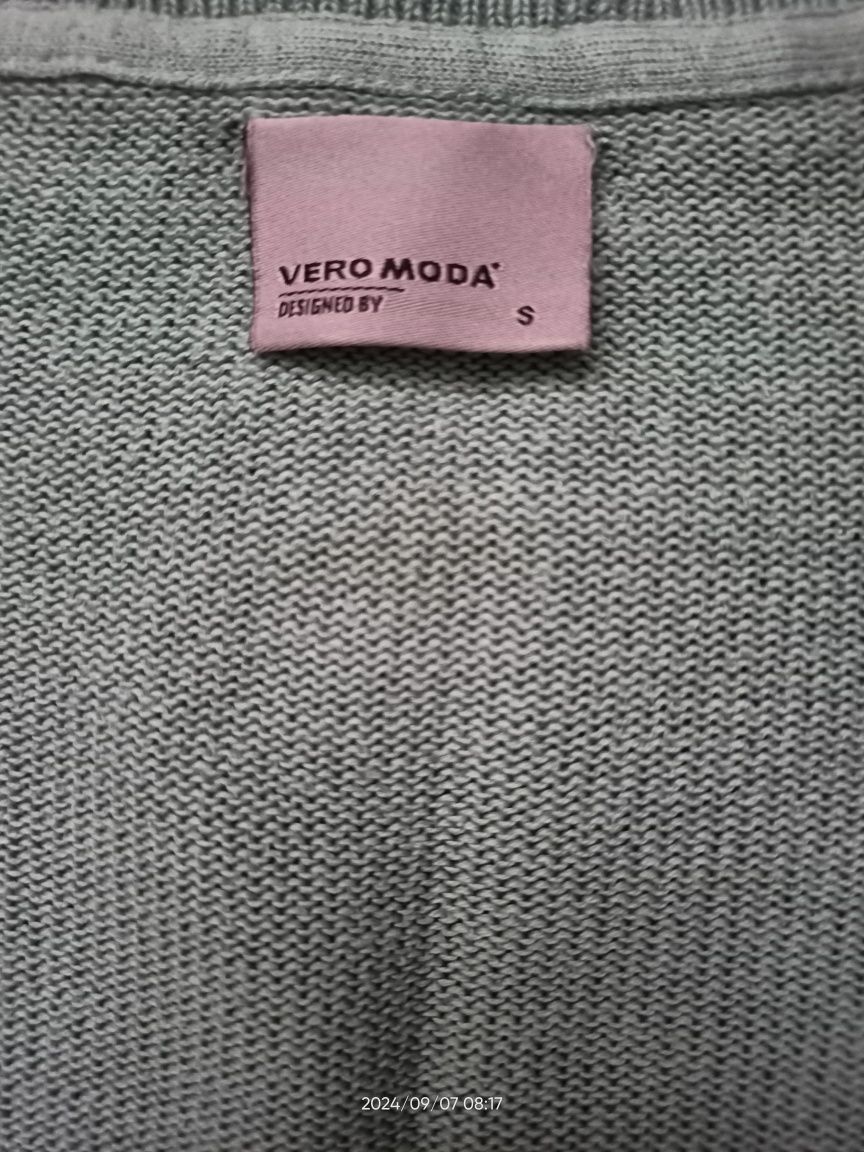 VERO MODA
DESIGNED BY
S
2024/09/07 08:17